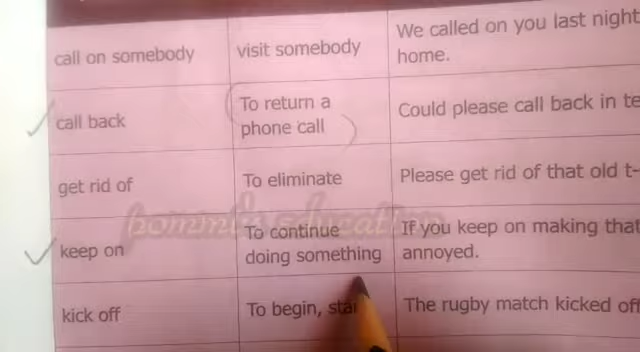 call on somebody
visit somebody
We called on you last night
home.
call back
To return a
phone call
Could please call back in
get rid of
To eliminate
Please get rid of that old
keep on
To continue
doing something
If you keep on making that
annoyed.
kick off
To begin,
The rugby match kicked off